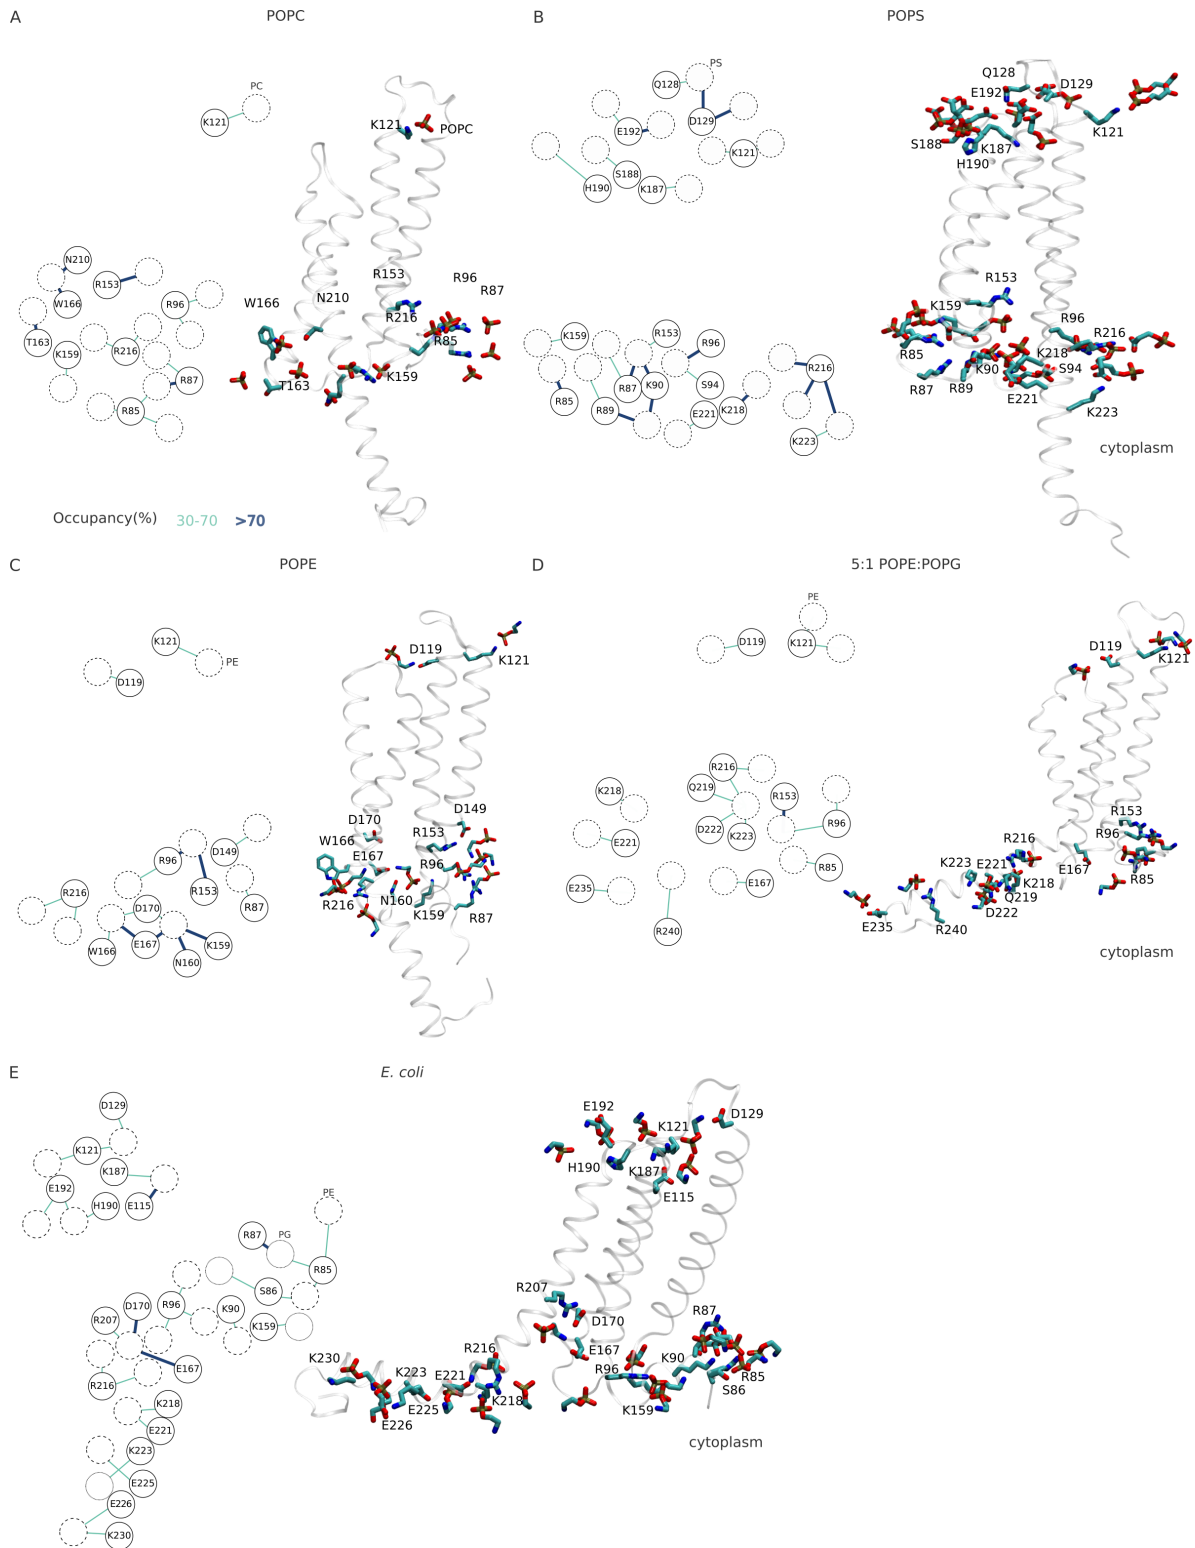 A
POPC
PC
K121
K121
POPC
N210
R153
W166
R96
T163
K159
R216
R87
R85
R153
R96
R87
W166
N210
R216
R85
T163
K159
Occupancy(%) 30-70 >70
B
POPS
PS
Q128
E192
D129
K121
S188
H190
K187
Q128
D129
E192
K121
S188
K187
H190
K159
R153
R96
R216
R85
R87
K90
S94
R89
E221
K218
K223
R153
K159
R96
R216
R85
K218
K90
S94
R87
R89
E221
K223
cytoplasm
C
POPE
K121
PE
D119
D119
K121
R96
D149
R153
R216
D170
R87
W166
E167
K159
N160
D149
D170
W166
R153
E167
R96
R216
N160
K159
R87
D
5:1 POPE:POPG
PE
D119
K121
D119
K121
R216
K218
Q219
R153
D222
K223
R96
E221
R85
E235
E167
R240
R153
R96
R216
K223
E221
E167
R85
K218
Q219
D222
E235
R240
cytoplasm
E
E. coli
D129
K121
K187
E192
H190
E115
PE
R87
PG
R85
S86
D170
R96
K90
R207
K159
E167
R216
K218
E221
K223
E225
E226
K230
E192
D129
K121
H190
K187
E115
R207
D170
R87
E167
R216
K230
K223
E221
R96
K90
R85
S86
K218
E225
K159
E226
cytoplasm